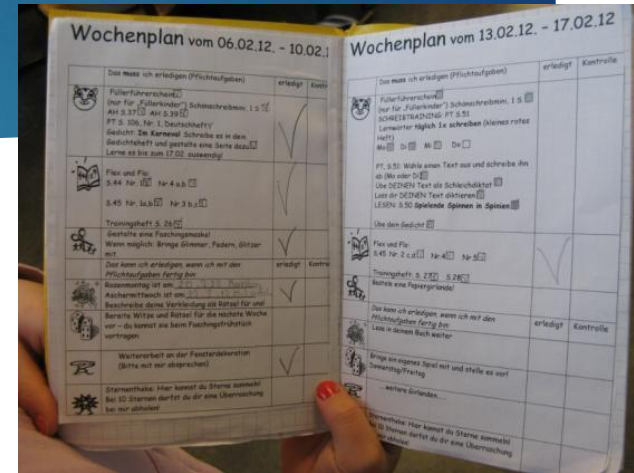 Wochenplan vom 06.02.12. – 10.02.1
Das muss ich erledigen (Pflichtaufgaben)
erledigt
Kontr
Füllerführerschein
(nur für „Füllerkinder“) Schönschreibmini, 1 S
AH S.37 AH S.39
PT S. 106, Nr. 1, Deutschheft
Gedicht: Im Karneval Schreibe es in dein
Gedichteheft und gestalte eine Seite dazu
Lerne es bis zum 17.02. auswendig!
Flex und Flo:
S.44 Nr. Nr.4 a,b
S.45 Nr. 1a,b Nr 3 b,c
Trainingsheft S. 26
Gestalte eine Faschingsmaske!
Wenn möglich: Bringe Glimmer, Federn, Glitzer
mit
Das kann ich erledigen, wenn ich mit den
Pflichtaufgaben fertig bin:
erledigt
Kontro
Rosenmontag ist am:
Aschermittwoch ist am:
Beschreibe deine Verkleidung als Rätsel für uns!
Bereite Witze und Rätsel für die nächste Woche
vor – du kannst sie beim Faschingsfrühstück
vortragen
Weiterarbeit an der Fensterdekoration
(Bitte mit mir absprechen)
Sternentheke: Hier kannst du Sterne sammeln!
Bei 10 Sternen darfst du dir eine Überraschung
bei mir abholen!
Wochenplan vom 13.02.12. – 17.02.12
Das muss ich erledigen (Pflichtaufgaben)
erledigt
Kontrolle
Füllerführerschein
(nur für „Füllerkinder“) Schönschreibmini, 1 S
SCHREIBTRAINING: PT S.51
Lernwörter täglich 1x schreiben (kleines rotes
Heft)
Mo Di Mi Do
PT, S.51: Wähle einen Text aus und schreibe ihn
ab (Mo oder Di)
Übe DEINEN Text als Schleichdiktat
Lass dir DEINEN Text diktieren
LESEN: S.50 Spielende Spinnen in Spinien
Übe dein Gedicht
Flex und Flo:
S.45 Nr. 2 c,d Nr.4 Nr.5
Trainingsheft: S. 27 S.28
Bastele eine Papiergirlande!
Das kann ich erledigen, wenn ich mit den
Pflichtaufgaben fertig bin:
erledigt
Kontrolle
Lese in deinem Buch weiter
Bringe ein eigenes Spiel mit und stelle es vor!
Donnerstag/Freitag
...weitere Girlanden...
Sternentheke: Hier kannst du Sterne sammeln!
Bei 10 Sternen darfst du dir eine Überraschung
bei mir abholen!